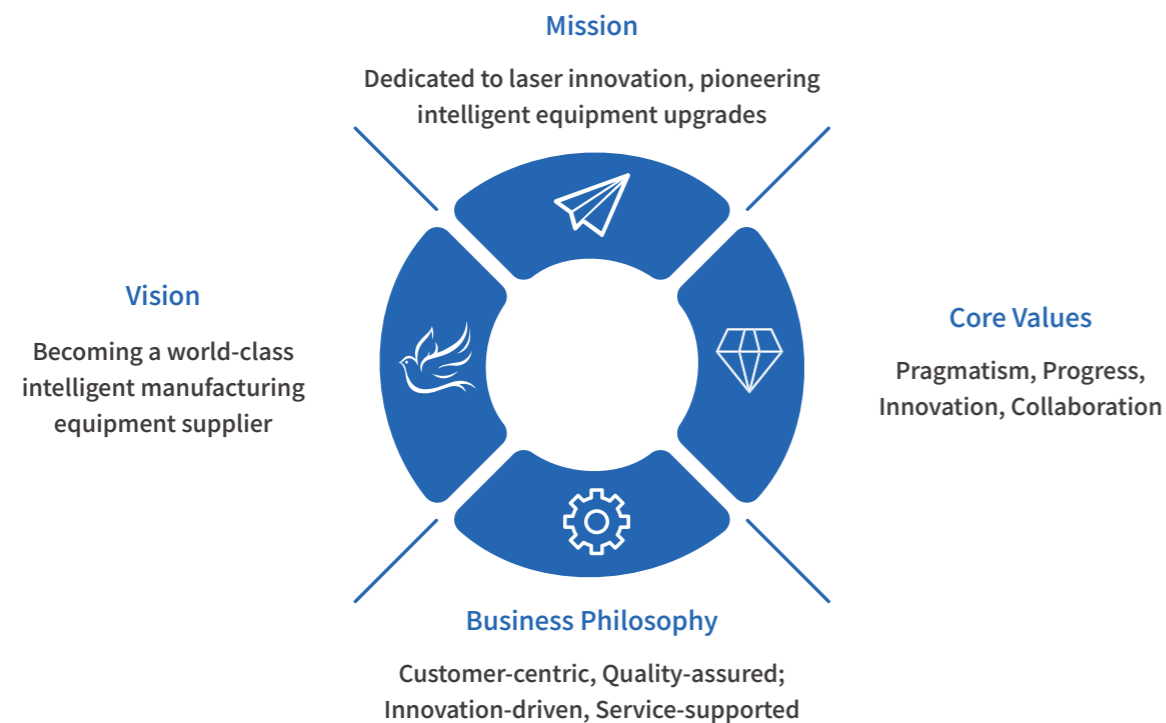 Mission
Dedicated to laser innovation, pioneering
intelligent equipment upgrades
Vision
Becoming a world-class
intelligent manufacturing
equipment supplier
Core Values
Pragmatism, Progress,
Innovation, Collaboration
Business Philosophy
Customer-centric, Quality-assured;
Innovation-driven, Service-supported